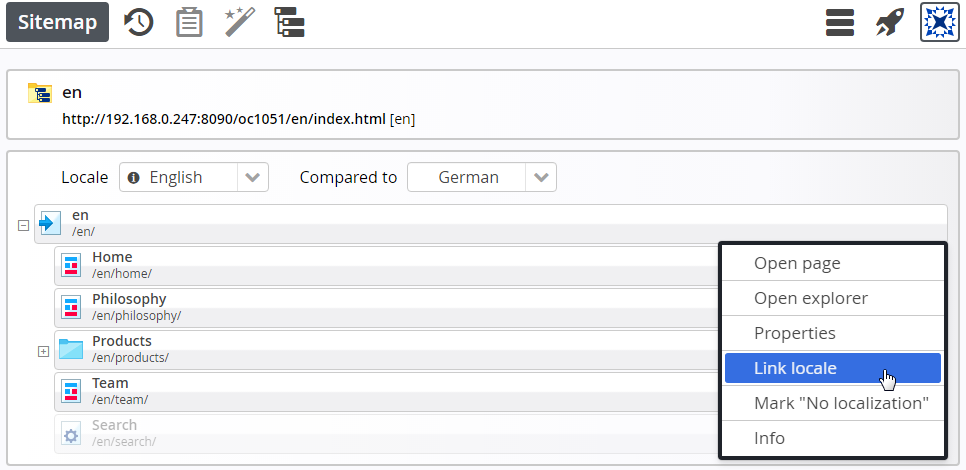 Sitemap
en
http://192.168.0.247:8090/oc1051/en/index.html [en]
Locale English Compared to German
en
/en/
Home
/en/home/
Philosophy
/en/philosophy/
Products
/en/products/
Team
/en/team/
Search
/en/search/
Open page
Open explorer
Properties
Link locale
Mark "No localization"
Info